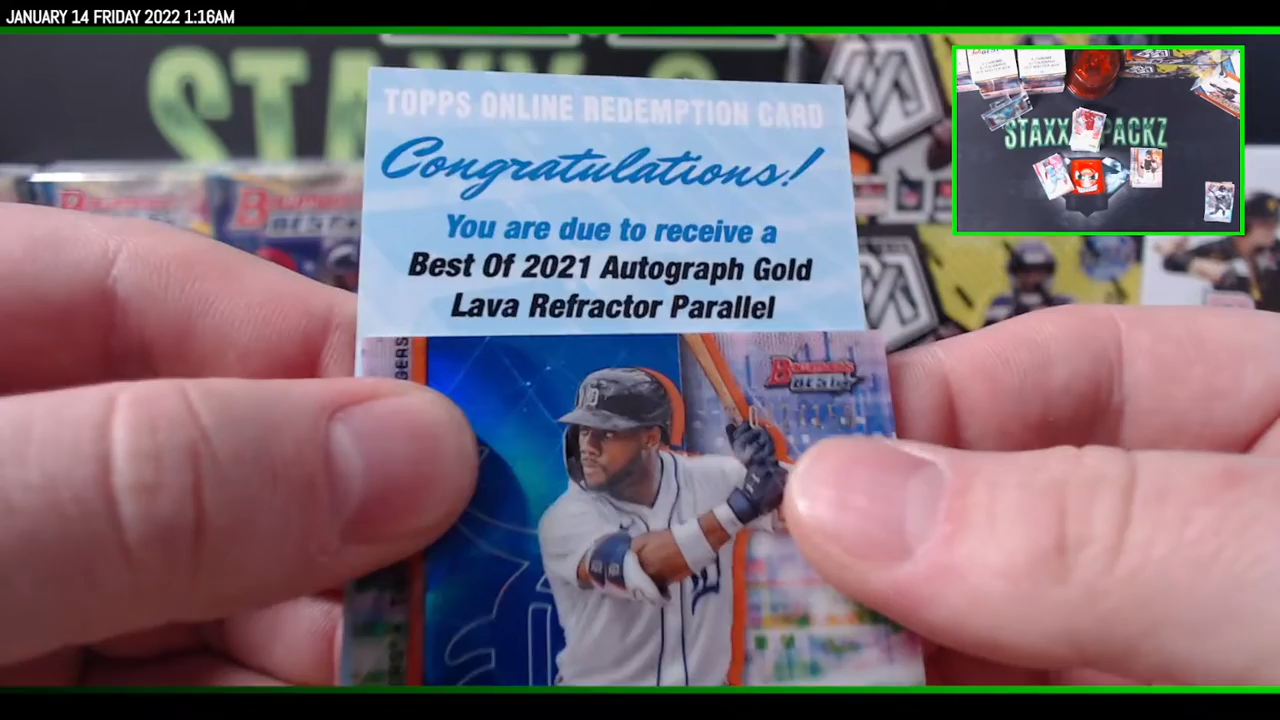 JANUARY 14 FRIDAY 2022 1:16AM
TOPPS ONLINE REDEMPTION CARD
Congratulations!
You are due to receive a
Best Of 2021 Autograph Gold
Lava Refractor Parallel
BOWMAN'S
BEST
STAXX PACKZ